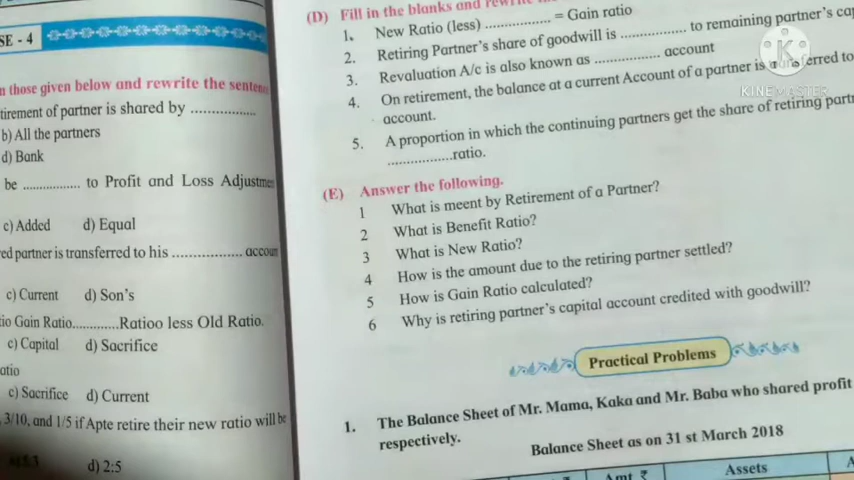 SE - 4
n those given below and rewrite the senten
tirement of partner is shared by ................
b) All the partners
d) Bank
be ................ to Profit and Loss Adjustme
c) Added d) Equal
ed partner is transferred to his .................. accoun
c) Current d) Son's
io Gain Ratio............Ratioo less Old Ratio.
c) Capital d) Sacrifice
atio
c) Sacrifice d) Current
3/10, and 1/5 if Apte retire their new ratio will be
d) 2:5
(D) Fill in the blanks and
1. New Ratio (less) ................ = Gain ratio
2. Retiring Partner's share of goodwill is ................ to remaining partner's cap
3. Revaluation A/c is also known as ................ account
4. On retirement, the balance at a current Account of a partner is transferred to
account.
5. A proportion in which the continuing partners get the share of retiring partn
................ratio.
(E) Answer the following.
1 What is meent by Retirement of a Partner?
2 What is Benefit Ratio?
3 What is New Ratio?
4 How is the amount due to the retiring partner settled?
5 How is Gain Ratio calculated?
6 Why is retiring partner's capital account credited with goodwill?
Practical Problems
1. The Balance Sheet of Mr. Mama, Kaka and Mr. Baba who shared profit
respectively.
Balance Sheet as on 31 st March 2018
Amt ₹ Assets A
K
KINEMASTER